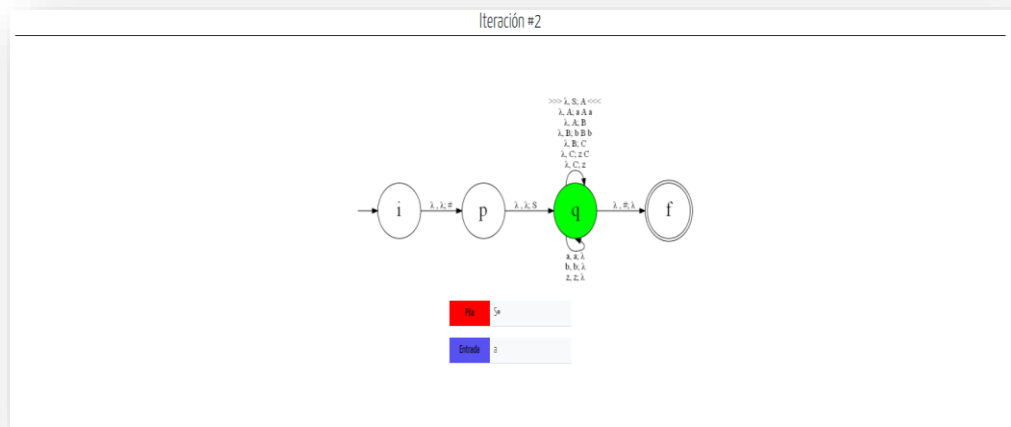 Iteración #2
>>> λ, S; A <<<
λ, A; a A a
λ, A; B
λ, B; b B b
λ, B; C
λ, C; z C
λ, C; z
i
λ , λ; #
p
λ , λ; S
q
λ , #; λ
f
a, a; λ
b, b; λ
z, z; λ
Pila S#
Entrada a